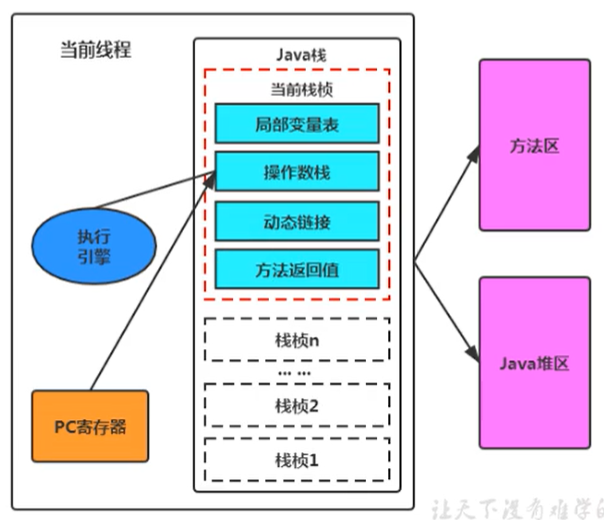 当前线程
Java栈
当前栈桢
局部变量表
操作数栈
动态链接
方法返回值
执行
引擎
PC寄存器
栈桢n
... ...
栈桢2
栈桢1
方法区
Java堆区
让天下没有难学的